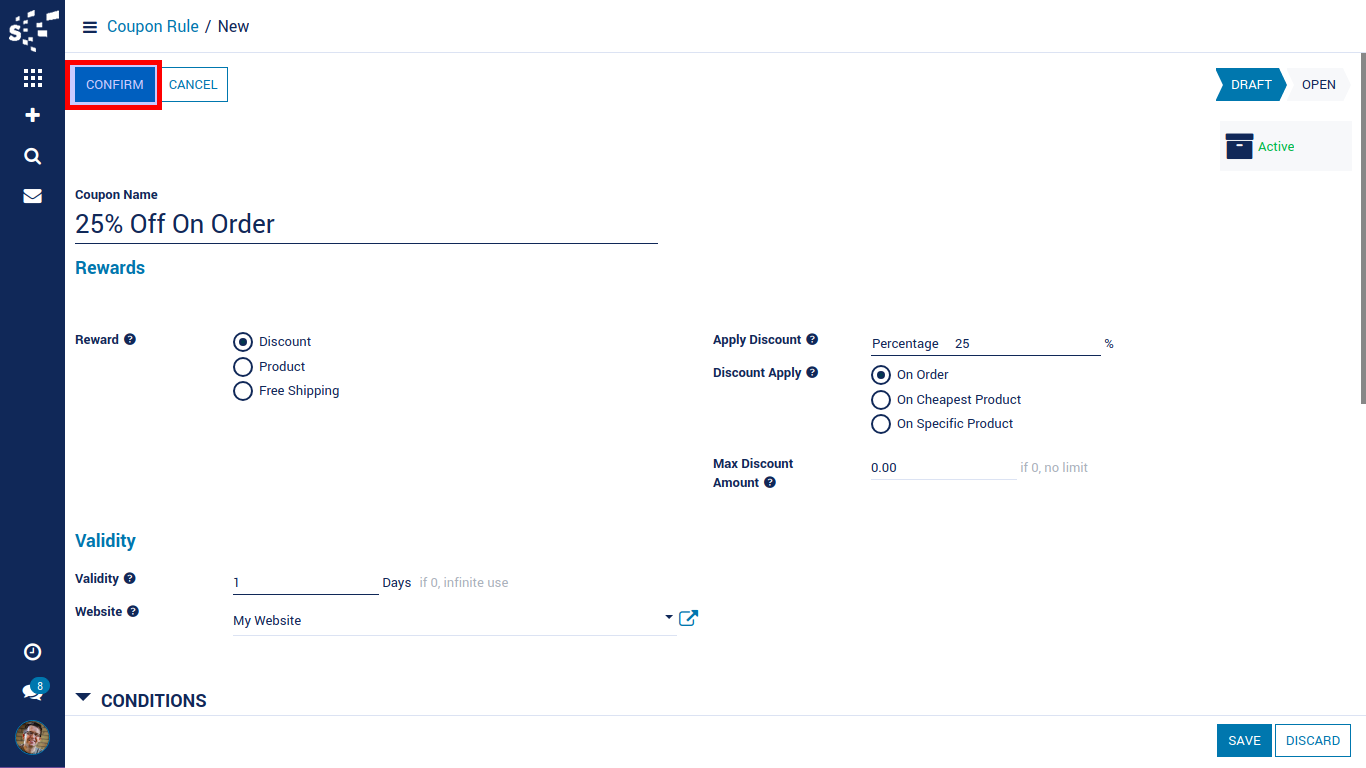 Coupon Rule / New
CONFIRM CANCEL
DRAFT OPEN
Active
Coupon Name
25% Off On Order
Rewards
Reward
Discount
Product
Free Shipping
Apply Discount
Percentage 25 %
Discount Apply
On Order
On Cheapest Product
On Specific Product
Max Discount
Amount
0.00 if 0, no limit
Validity
Validity 1 Days if 0, infinite use
Website My Website
CONDITIONS
8
SAVE DISCARD